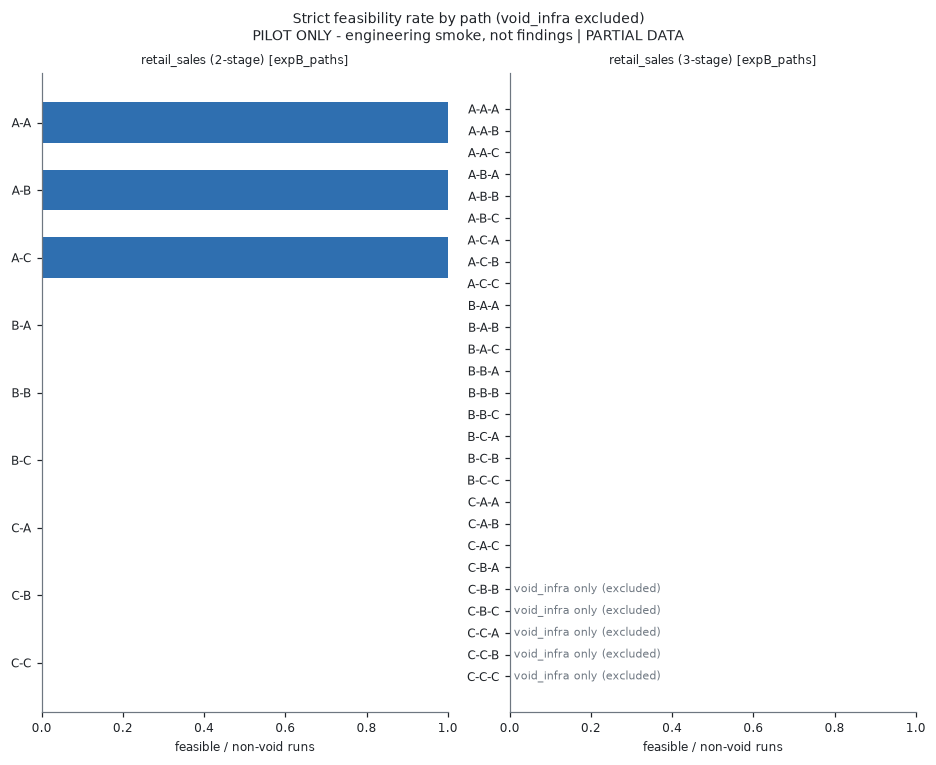 Strict feasibility rate by path (void_infra excluded)
PILOT ONLY - engineering smoke, not findings | PARTIAL DATA
retail_sales (2-stage) [expB_paths]
A-A
A-B
A-C
B-A
B-B
B-C
C-A
C-B
C-C
0.0 0.2 0.4 0.6 0.8 1.0
feasible / non-void runs
retail_sales (3-stage) [expB_paths]
A-A-A
A-A-B
A-A-C
A-B-A
A-B-B
A-B-C
A-C-A
A-C-B
A-C-C
B-A-A
B-A-B
B-A-C
B-B-A
B-B-B
B-B-C
B-C-A
B-C-B
B-C-C
C-A-A
C-A-B
C-A-C
C-B-A
C-B-B void_infra only (excluded)
C-B-C void_infra only (excluded)
C-C-A void_infra only (excluded)
C-C-B void_infra only (excluded)
C-C-C void_infra only (excluded)
0.0 0.2 0.4 0.6 0.8 1.0
feasible / non-void runs